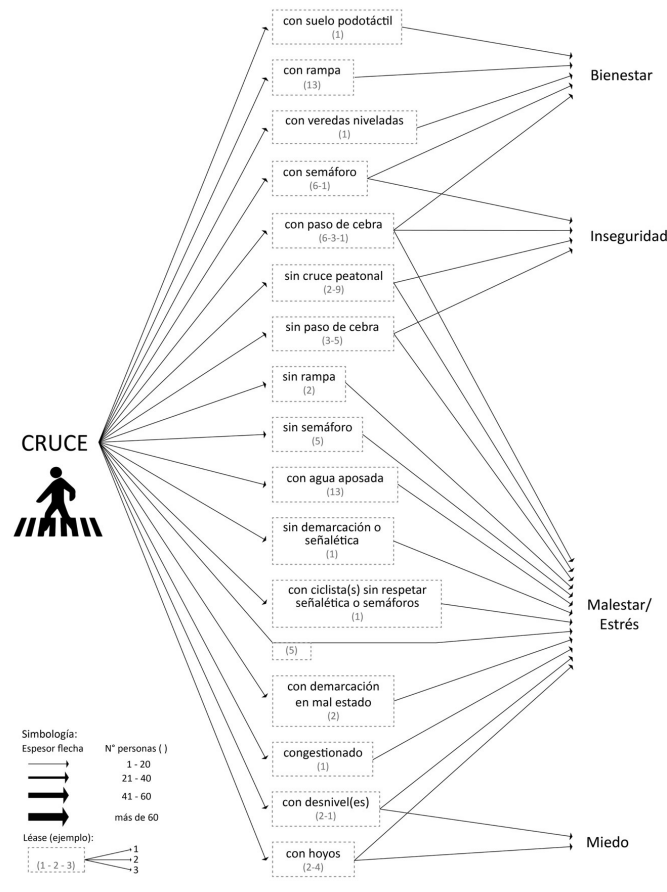 con suelo podotáctil
(1)
con rampa
(13)
con veredas niveladas
(1)
con semáforo
(6-1)
con paso de cebra
(6-3-1)
sin cruce peatonal
(2-9)
sin paso de cebra
(3-5)
sin rampa
(2)
sin semáforo
(5)
con agua aposada
(13)
sin demarcación o
señalética
(1)
con ciclista(s) sin respetar
señalética o semáforos
(1)
(5)
con demarcación
en mal estado
(2)
congestionado
(1)
con desnivel(es)
(2-1)
con hoyos
(2-4)
CRUCE
Bienestar
Inseguridad
Malestar/
Estrés
Miedo
Simbología:
Espesor flecha N° personas ( )
1 - 20
21 - 40
41 - 60
más de 60
Léase (ejemplo):
(1 - 2 - 3)
1
2
3